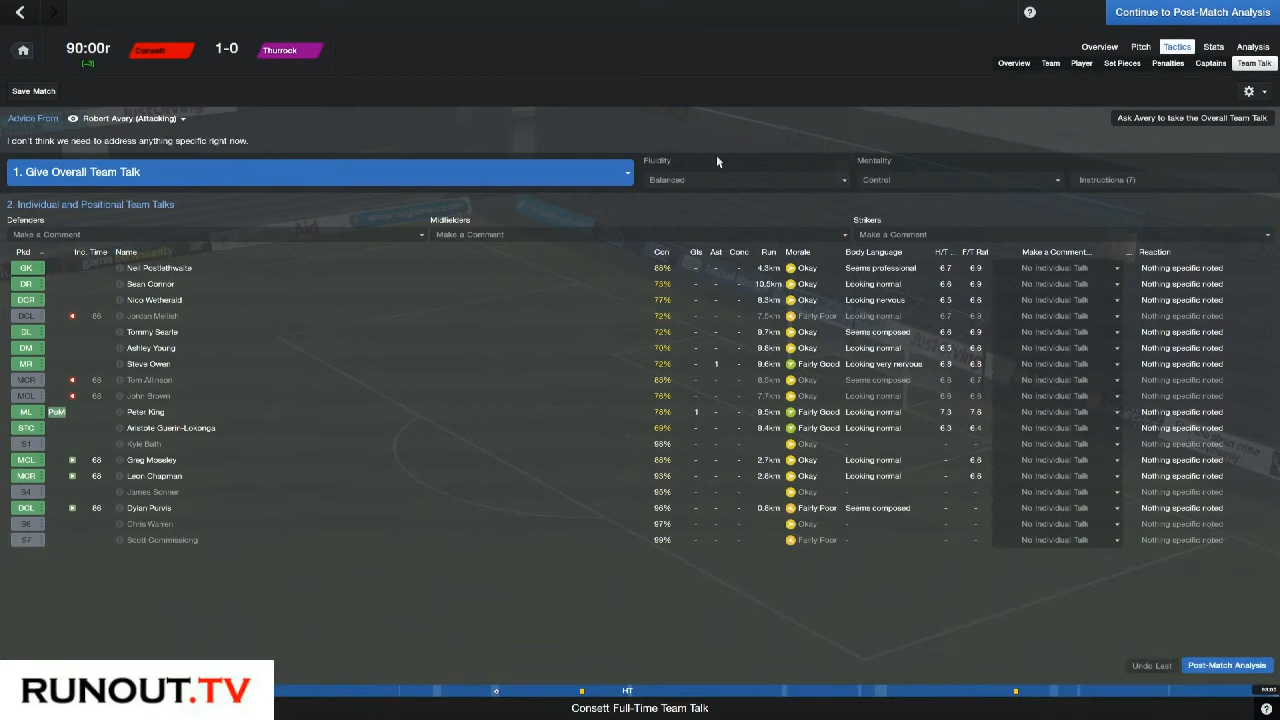 Continue to Post-Match Analysis
90:00r Consett 1-0 Thurrock
(-3)
Overview Pitch Tactics Stats Analysis
Overview Team Player Set Pieces Penalties Captains Team Talk
Save Match
Advice From Robert Avery (Attacking) Ask Avery to take the Overall Team Talk
I don't think we need to address anything specific right now.
Fluidity Mentality
1. Give Overall Team Talk Balanced Control Instructions (7)
2. Individual and Positional Team Talks
Defenders Midfielders Strikers
Make a Comment Make a Comment Make a Comment
Pkd Inc. Time Name Con Gls Ast Conc Run Morale Body Language H/T ... F/T Rat Make a Comment... ... Reaction
GK Neil Postlethwaite 88% - - - 4.3km Okay Seems professional 6.7 6.9 No Individual Talk Nothing specific noted
DR Sean Connor 73% - - - 10.5km Okay Looking normal 6.6 6.9 No Individual Talk Nothing specific noted
DCR Nico Wetherald 77% - - - 8.3km Okay Looking nervous 6.5 6.6 No Individual Talk Nothing specific noted
DCL 86 Jordan Mellish 72% - - - 7.5km Fairly Poor Looking normal 6.7 6.9 No Individual Talk Nothing specific noted
DL Tommy Searle 72% - - - 9.7km Okay Seems composed 6.6 6.9 No Individual Talk Nothing specific noted
DM Ashley Young 70% - - - 9.8km Okay Looking normal 6.5 6.6 No Individual Talk Nothing specific noted
MR Steve Owen 72% - 1 - 9.6km Fairly Good Looking very nervous 6.8 6.8 No Individual Talk Nothing specific noted
MCR 68 Tom Allinson 83% - - - 8.5km Okay Seems composed 6.6 6.7 No Individual Talk Nothing specific noted
MCL 68 John Brown 76% - - - 7.7km Okay Looking normal 6.6 6.6 No Individual Talk Nothing specific noted
ML PoM Peter King 78% 1 - - 9.5km Fairly Good Looking normal 7.3 7.6 No Individual Talk Nothing specific noted
STC Aristote Guerin-Lokonga 69% - - - 9.4km Fairly Good Looking normal 6.3 6.4 No Individual Talk Nothing specific noted
S1 Kyle Bath 98% - - - - Okay - - - No Individual Talk Nothing specific noted
MCL 68 Greg Moseley 88% - - - 2.7km Okay Looking normal - 6.6 No Individual Talk Nothing specific noted
MCR 68 Leon Chapman 93% - - - 2.8km Okay Looking normal - 6.6 No Individual Talk Nothing specific noted
S4 James Sonner 95% - - - - Okay - - - No Individual Talk Nothing specific noted
DCL 86 Dylan Purvis 96% - - - 0.8km Fairly Poor Seems composed - - No Individual Talk Nothing specific noted
S6 Chris Warren 97% - - - - Okay - - - No Individual Talk Nothing specific noted
S7 Scott Commissiong 99% - - - - Fairly Poor - - - No Individual Talk Nothing specific noted
Undo Last Post-Match Analysis
RUNOUT.TV
HT
Consett Full-Time Team Talk